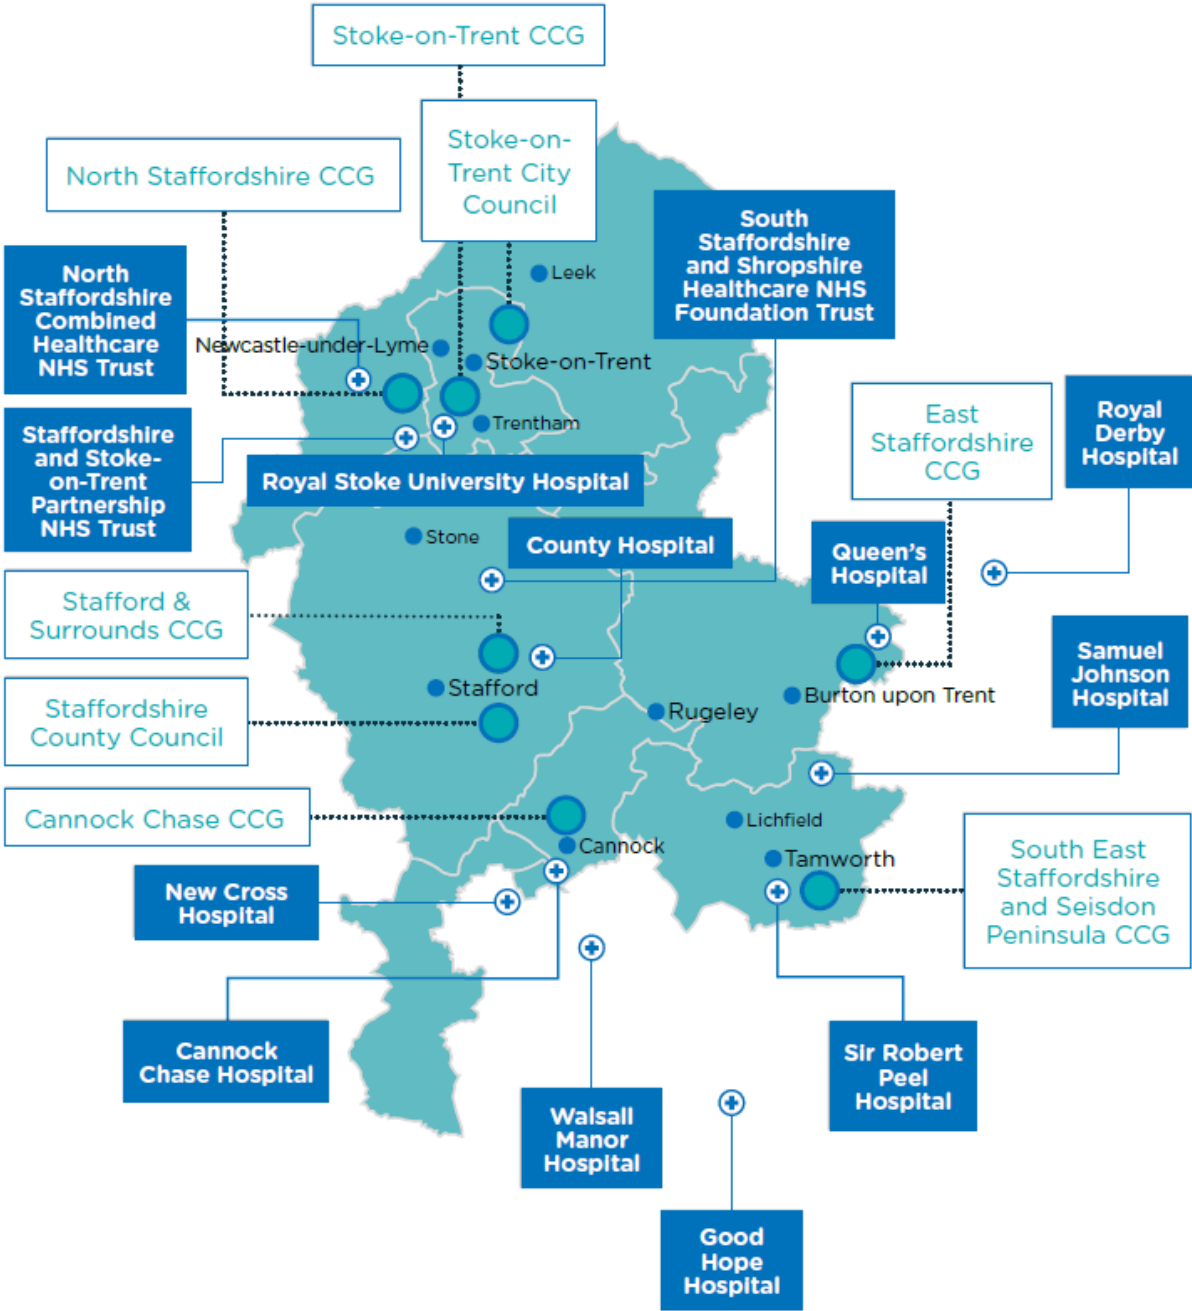 Stoke-on-Trent CCG
Stoke-on-
Trent City
Council
North Staffordshire CCG
South
Staffordshire
and Shropshire
Healthcare NHS
Foundation Trust
North
Staffordshire
Combined
Healthcare
NHS Trust
Leek
Newcastle-under-Lyme
Stoke-on-Trent
Trentham
East
Staffordshire
CCG
Royal
Derby
Hospital
Staffordshire
and Stoke-
on-Trent
Partnership
NHS Trust
Royal Stoke University Hospital
Stone
County Hospital
Queen's
Hospital
Stafford &
Surrounds CCG
Samuel
Johnson
Hospital
Stafford
Staffordshire
County Council
Rugeley
Burton upon Trent
Cannock Chase CCG
Lichfield
Cannock
Tamworth
South East
Staffordshire
and Seisdon
Peninsula CCG
New Cross
Hospital
Cannock
Chase Hospital
Sir Robert
Peel
Hospital
Walsall
Manor
Hospital
Good
Hope
Hospital